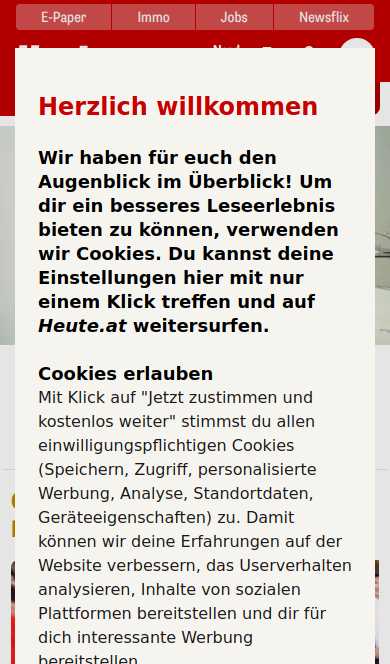 E-Paper
Immo
Jobs
Newsflix
Herzlich willkommen
Wir haben für euch den
Augenblick im Überblick! Um
dir ein besseres Leseerlebnis
bieten zu können, verwenden
wir Cookies. Du kannst deine
Einstellungen hier mit nur
einem Klick treffen und auf
Heute.at weitersurfen.
Cookies erlauben
Mit Klick auf "Jetzt zustimmen und
kostenlos weiter" stimmst du allen
einwilligungspflichtigen Cookies
(Speichern, Zugriff, personalisierte
Werbung, Analyse, Standortdaten,
Geräteeigenschaften) zu. Damit
können wir deine Erfahrungen auf der
Website verbessern, das Userverhalten
analysieren, Inhalte von sozialen
Plattformen bereitstellen und dir für
dich interessante Werbung
bereitstellen